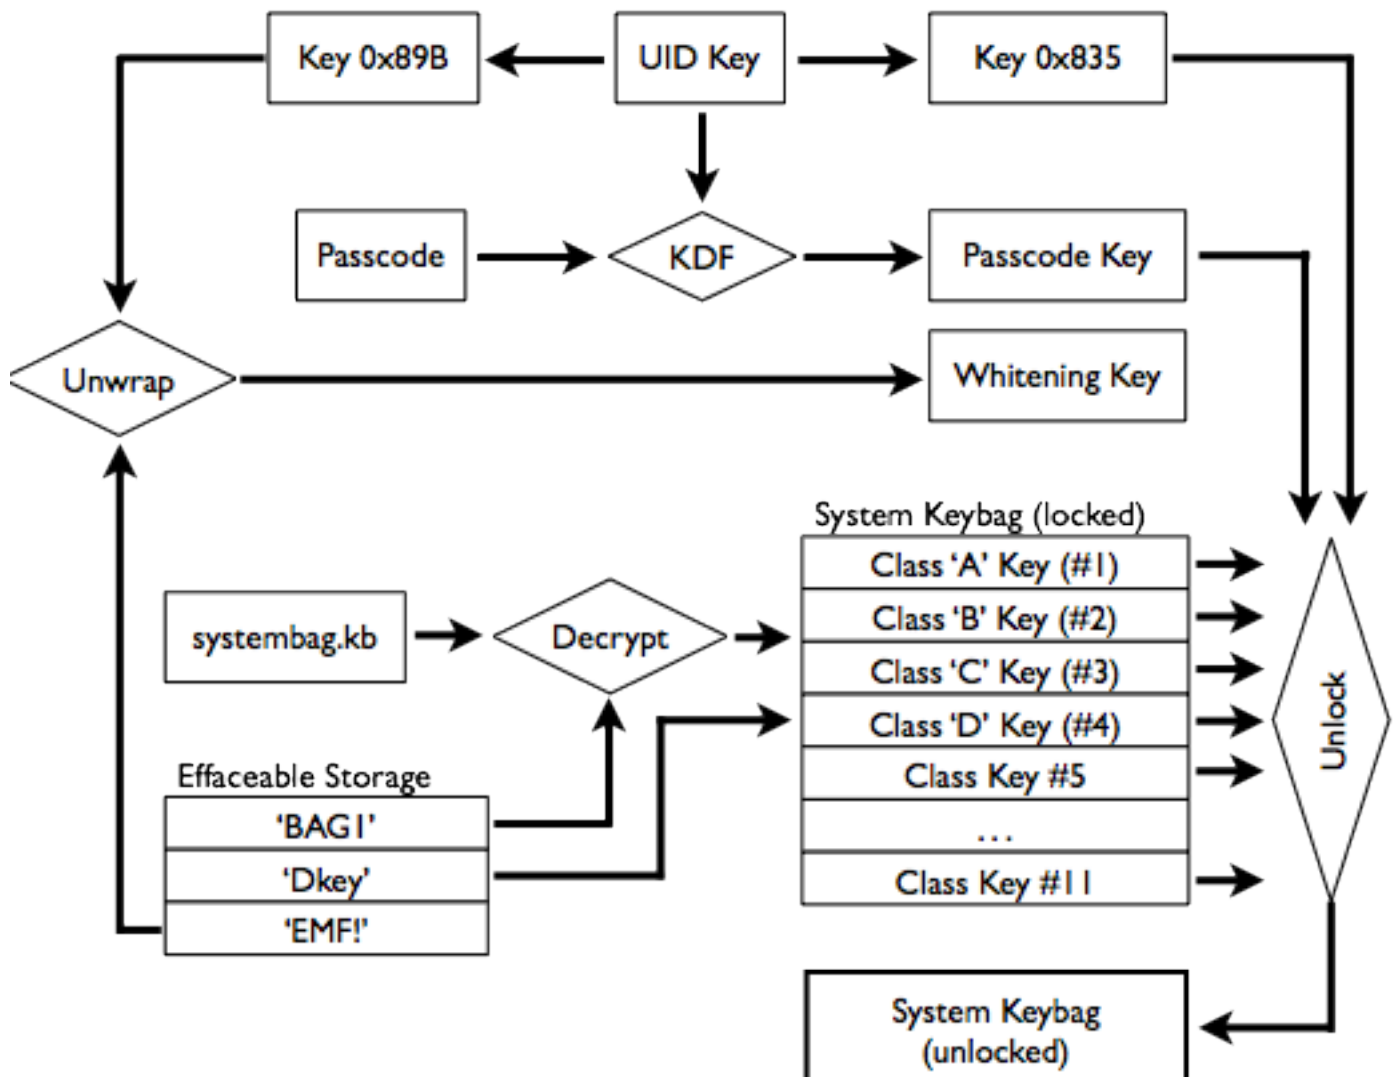 Key 0x89B
UID Key
Key 0x835
Passcode
KDF
Passcode Key
Unwrap
Whitening Key
System Keybag (locked)
Class ‘A’ Key (#1)
Class ‘B’ Key (#2)
systembag.kb
Decrypt
Class ‘C’ Key (#3)
Class ‘D’ Key (#4)
Unlock
Effaceable Storage
Class Key #5
‘BAG1’
...
‘Dkey’
Class Key #11
‘EMF!’
System Keybag
(unlocked)